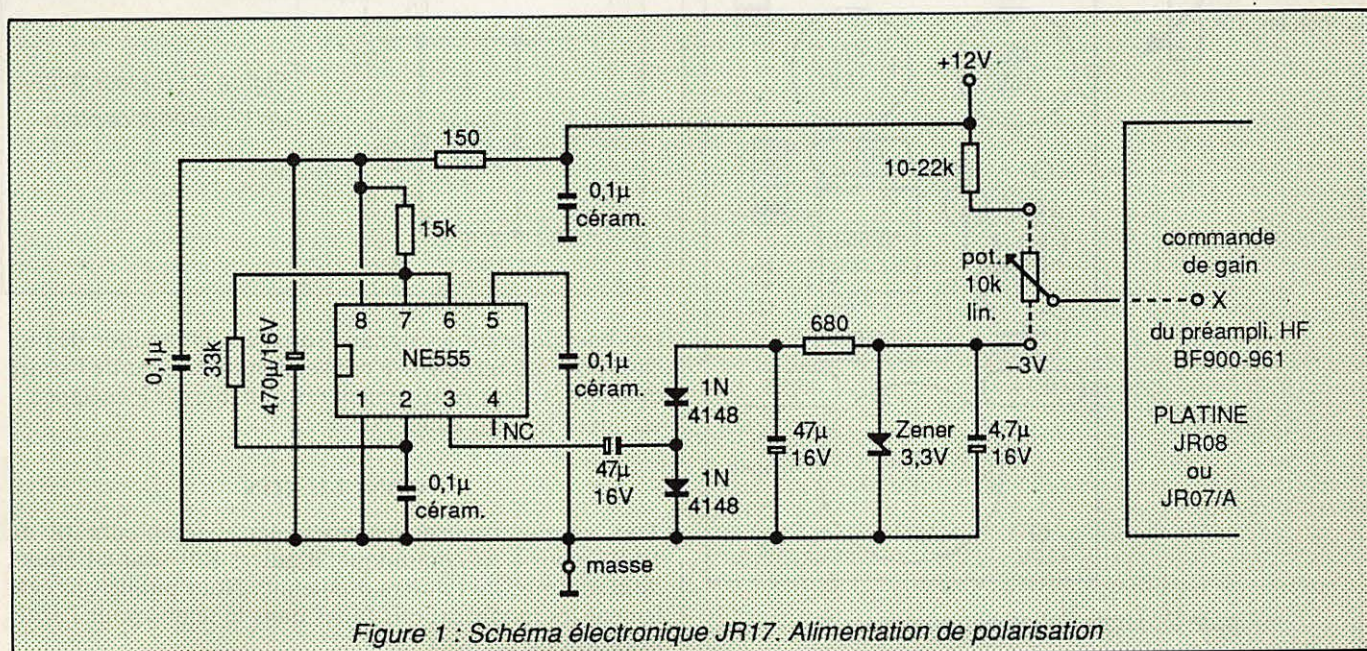 +12V
150
10-22k
0,1µ
céram.
15k
commande
de gain
pot.
10k
lin.
X
du préampli. HF
BF900-961
680
–3V
8 7 6 5
NE555
1 2 3 4
NC
0,1µ
33k
470µ/16V
0,1µ
céram.
1N
4148
47µ
16V
Zener
3,3V
4,7µ
16V
PLATINE
JR08
ou
JR07/A
47µ
16V
1N
4148
0,1µ
céram.
masse
Figure 1 : Schéma électronique JR17. Alimentation de polarisation